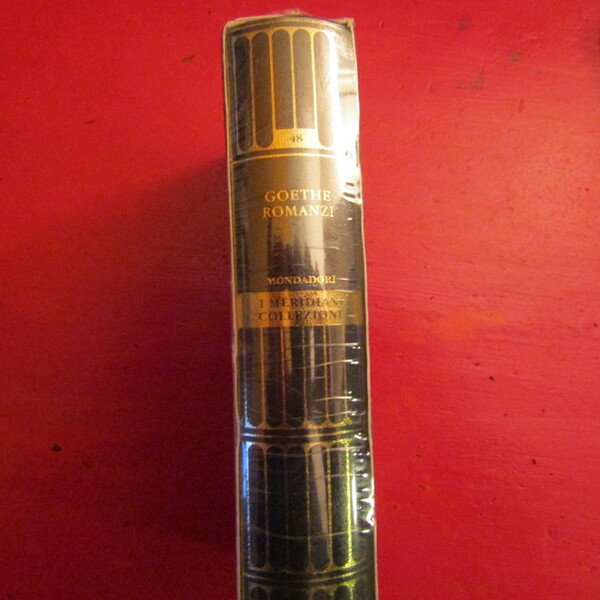 48
GOETHE
ROMANZI
MONDADORI
I MERIDIANI
COLLEZIONE